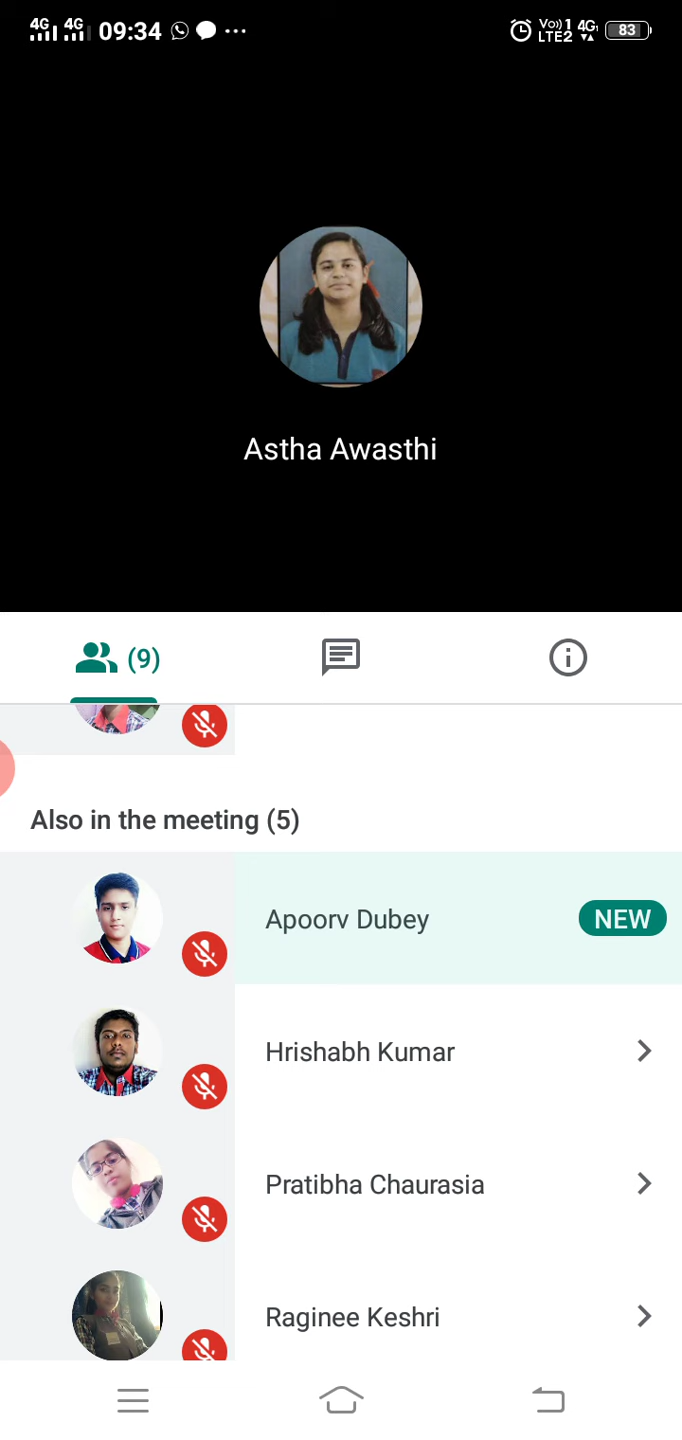 4G 4G 09:34 ... Vo)) 1 LTE2 4G 83
Astha Awasthi
(9)
Also in the meeting (5)
Apoorv Dubey NEW
Hrishabh Kumar
Pratibha Chaurasia
Raginee Keshri